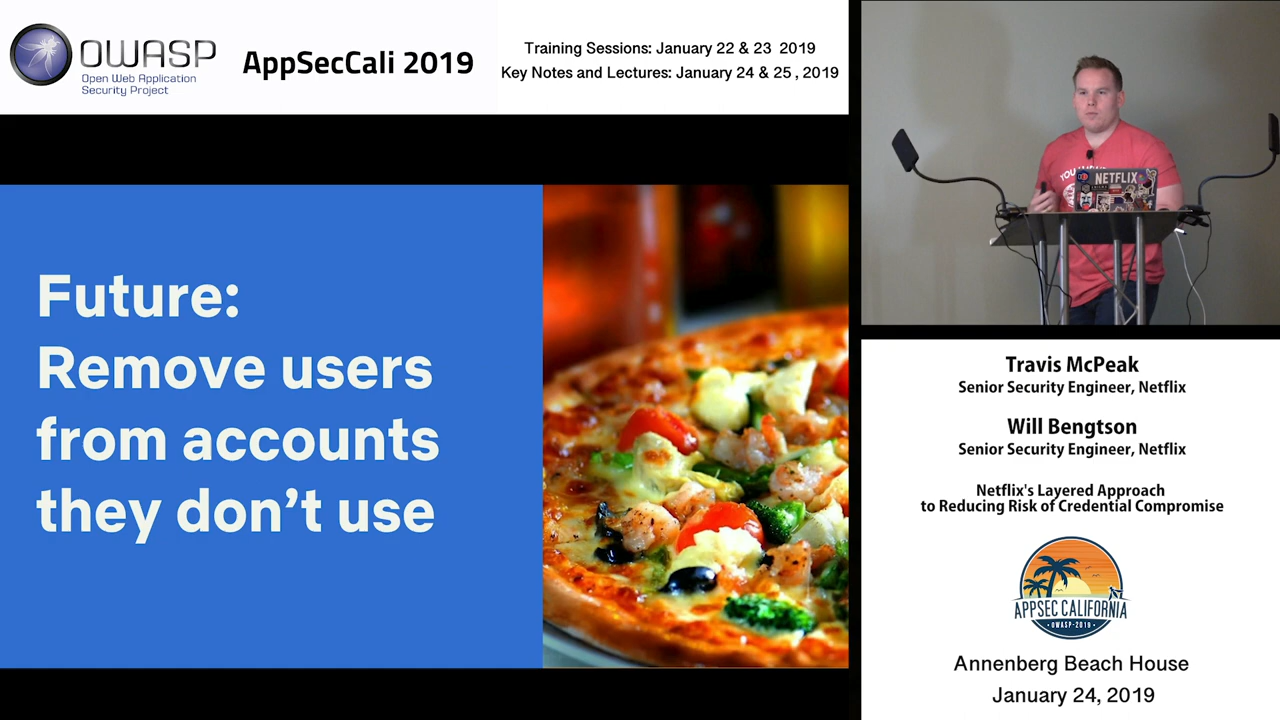 OWASP
Open Web Application
Security Project
AppSecCali 2019
Training Sessions: January 22 & 23 2019
Key Notes and Lectures: January 24 & 25, 2019
Future:
Remove users
from accounts
they don’t use
NETFLIX
Travis McPeak
Senior Security Engineer, Netflix
Will Bengtson
Senior Security Engineer, Netflix
Netflix's Layered Approach
to Reducing Risk of Credential Compromise
APPSEC CALIFORNIA
• OWASP-2019 •
Annenberg Beach House
January 24, 2019